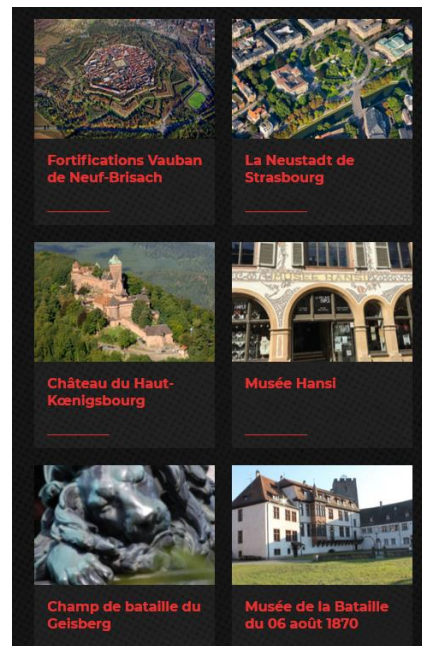 Fortifications Vauban
de Neuf-Brisach
La Neustadt de
Strasbourg
Château du Haut-
Kœnigsbourg
MUSEE HANSI
Musée Hansi
Champ de bataille du
Geisberg
Musée de la Bataille
du 06 août 1870